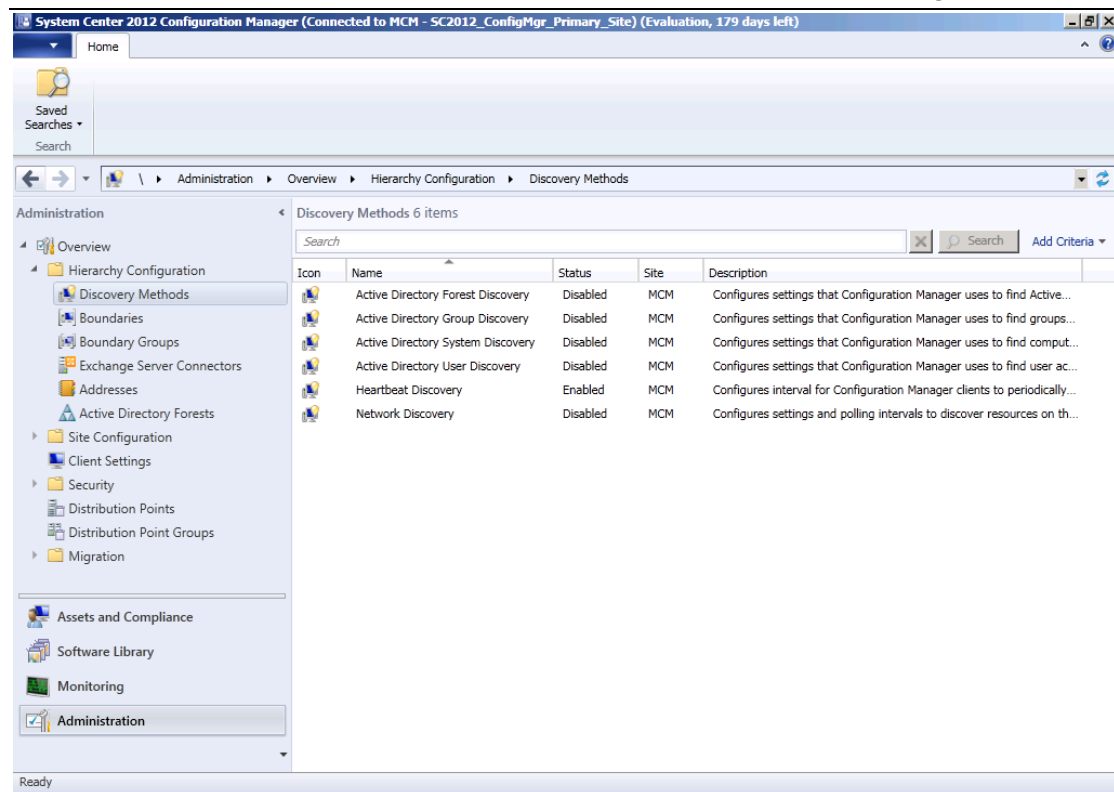 System Center 2012 Configuration Manager (Connected to MCM - SC2012_ConfigMgr_Primary_Site) (Evaluation, 179 days left)
Home
Saved
Searches
Search
\ Administration Overview Hierarchy Configuration Discovery Methods
Administration
Overview
Hierarchy Configuration
Discovery Methods
Boundaries
Boundary Groups
Exchange Server Connectors
Addresses
Active Directory Forests
Site Configuration
Client Settings
Security
Distribution Points
Distribution Point Groups
Migration
Assets and Compliance
Software Library
Monitoring
Administration
Discovery Methods 6 items
Search Search Add Criteria
Icon Name Status Site Description
Active Directory Forest Discovery Disabled MCM Configures settings that Configuration Manager uses to find Active...
Active Directory Group Discovery Disabled MCM Configures settings that Configuration Manager uses to find groups...
Active Directory System Discovery Disabled MCM Configures settings that Configuration Manager uses to find comput...
Active Directory User Discovery Disabled MCM Configures settings that Configuration Manager uses to find user ac...
Heartbeat Discovery Enabled MCM Configures interval for Configuration Manager clients to periodically...
Network Discovery Disabled MCM Configures settings and polling intervals to discover resources on th...
Ready